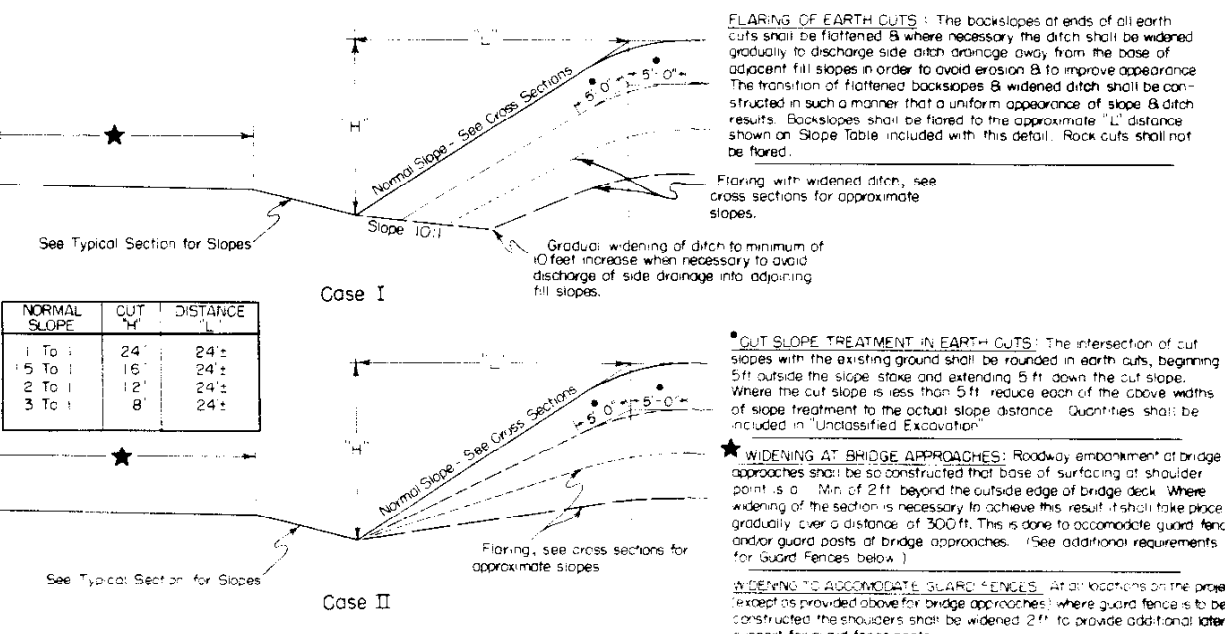 FLARING OF EARTH CUTS : The backslopes at ends of all earth
cuts shall be flattened & where necessary the ditch shall be widened
gradually to discharge side ditch drainage away from the base of
adjacent fill slopes in order to avoid erosion & to improve appearance
The transition of flattened backslopes & widened ditch shall be con-
structed in such a manner that a uniform appearance of slope & ditch
results. Backslopes shall be flared to the approximate "L" distance
shown on Slope Table included with this detail. Rock cuts shall not
be flared.
"L"
"H"
Normal Slope - See Cross Sections
5'-0"
5'-0"
Flaring with widened ditch, see
cross sections for approximate
slopes.
See Typical Section for Slopes
Slope 10:1
Gradual widening of ditch to minimum of
10 feet increase when necessary to avoid
discharge of side drainage into adjoining
fill slopes.
Case I
NORMAL SLOPE CUT "H" DISTANCE "L"
1 To 1 24' 24'±
1.5 To 1 16' 24'±
2 To 1 12' 24'±
3 To 1 8' 24'±
"L"
"H"
Normal Slope - See Cross Sections
5'-0"
5'-0"
See Typical Section for Slopes
Flaring, see cross sections for
approximate slopes
Case II
CUT SLOPE TREATMENT IN EARTH CUTS : The intersection of cut
slopes with the existing ground shall be rounded in earth cuts, beginning
5ft outside the slope stake and extending 5 ft down the cut slope.
Where the cut slope is less than 5ft reduce each of the above widths
of slope treatment to the actual slope distance Quantities shall be
included in "Unclassified Excavation"
WIDENING AT BRIDGE APPROACHES: Roadway embankment at bridge
approaches shall be so constructed that base of surfacing at shoulder
point is a Min of 2ft beyond the outside edge of bridge deck Where
widening of the section is necessary to achieve this result it shall take place
gradually over a distance of 300ft. This is done to accomodate guard fenc
and/or guard posts at bridge approaches. (See additional requirements
for Guard Fences below )
WIDENING TO ACCOMODATE GUARD FENCES At all locations on the proje
(except as provided above for bridge approaches) where guard fence is to be
constructed the shoulders shall be widened 2ft to provide additional later